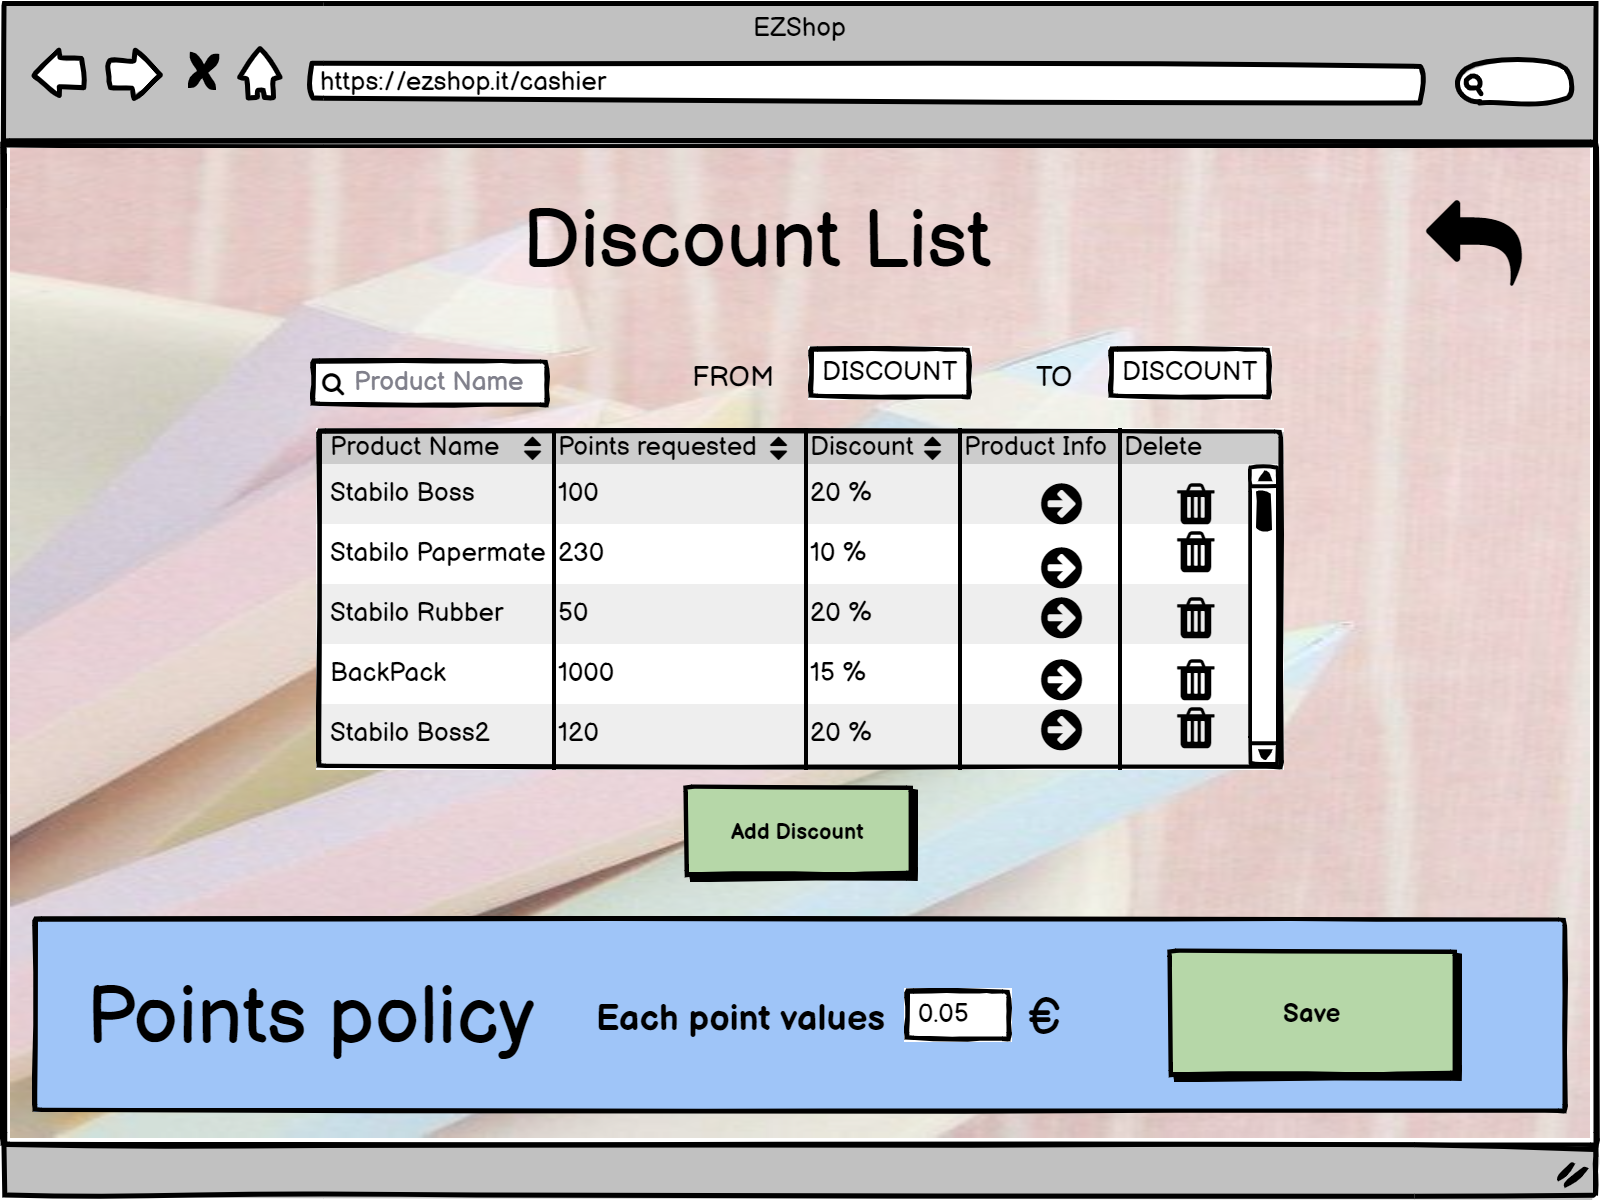 EZShop
https://ezshop.it/cashier
Discount List
Product Name FROM DISCOUNT TO DISCOUNT
Product Name Points requested Discount Product Info Delete
Stabilo Boss 100 20 %
Stabilo Papermate 230 10 %
Stabilo Rubber 50 20 %
BackPack 1000 15 %
Stabilo Boss2 120 20 %
Add Discount
Points policy Each point values 0.05 € Save